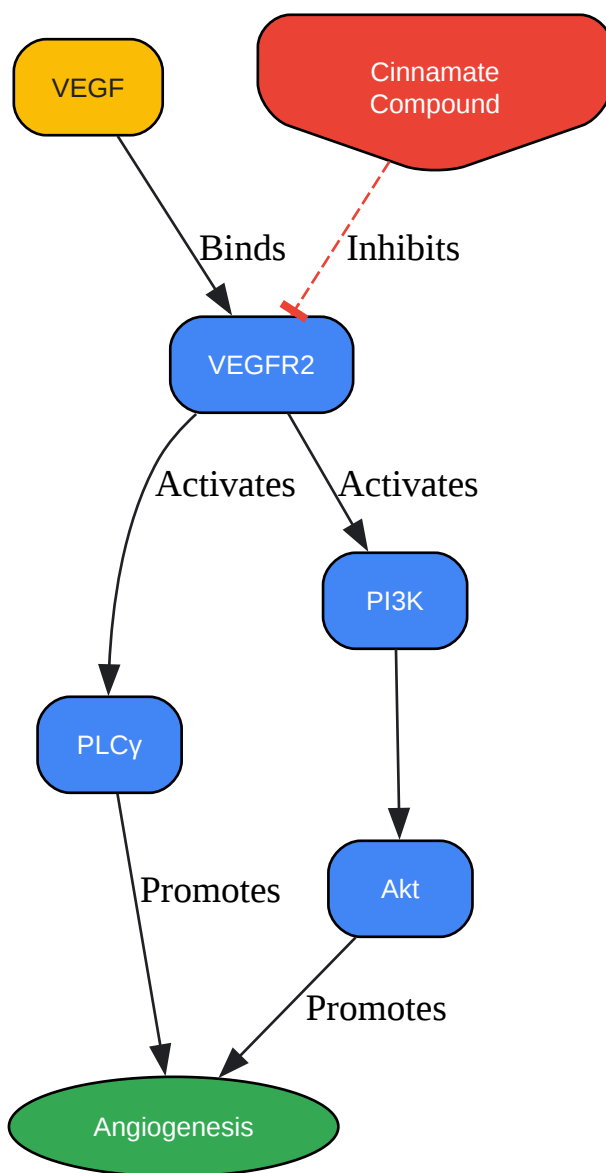 VEGF
Cinnamate
Compound
Binds
Inhibits
VEGFR2
Activates
Activates
PI3K
PLCγ
Akt
Promotes
Promotes
Angiogenesis